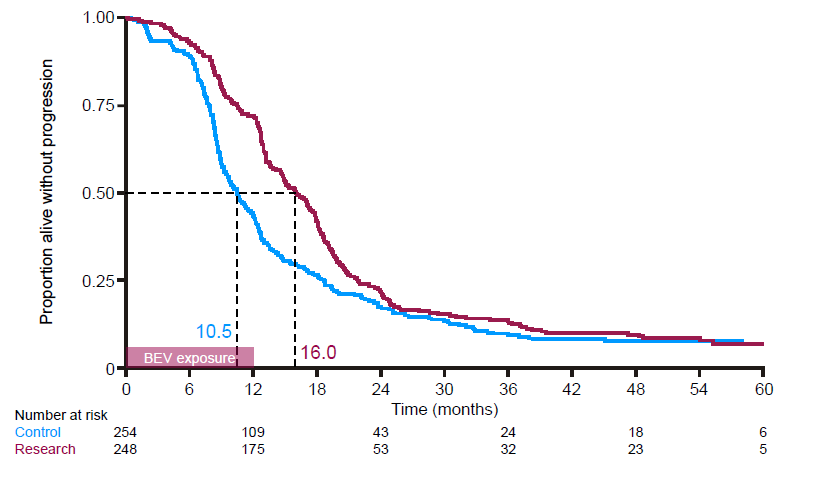 Proportion alive without progression
1.00
0.75
0.50
0.25
0
10.5
16.0
BEV exposure
0 6 12 18 24 30 36 42 48 54 60
Time (months)
Number at risk
Control 254 109 43 24 18 6
Research 248 175 53 32 23 5